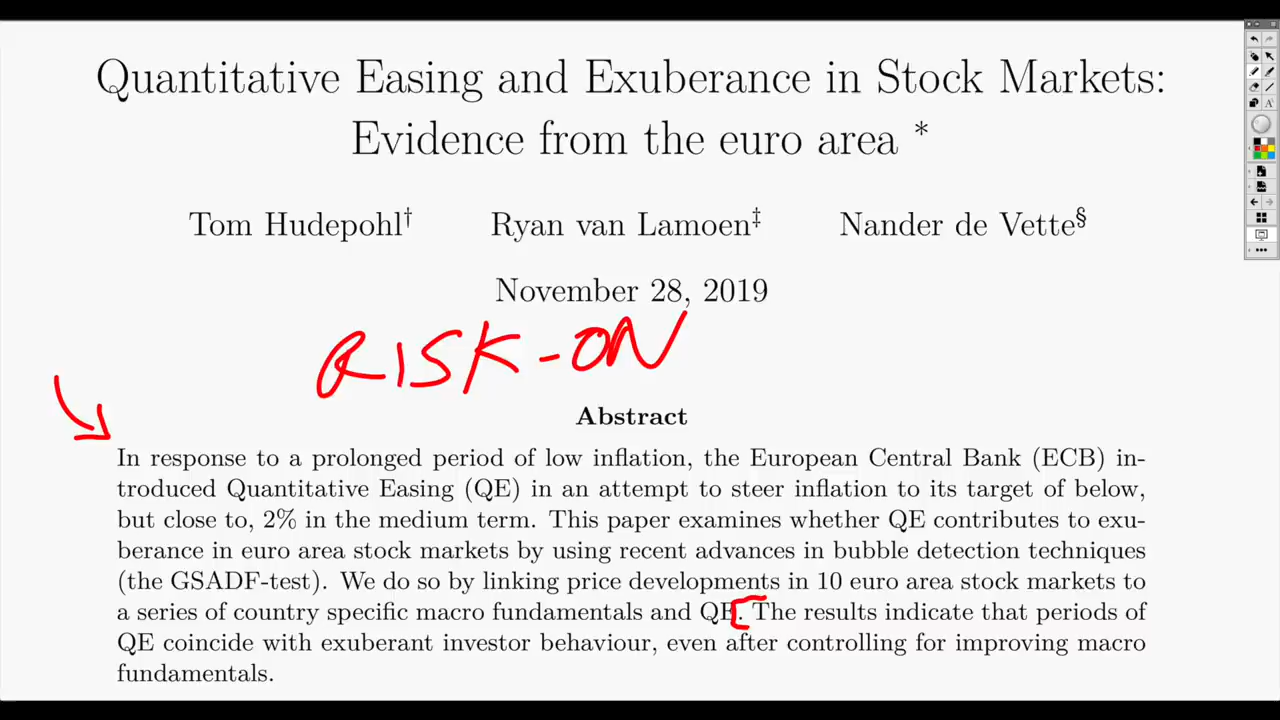 Quantitative Easing and Exuberance in Stock Markets:
Evidence from the euro area *
Tom Hudepohl† Ryan van Lamoen‡ Nander de Vette§
November 28, 2019
RISK-ON
Abstract
In response to a prolonged period of low inflation, the European Central Bank (ECB) in-
troduced Quantitative Easing (QE) in an attempt to steer inflation to its target of below,
but close to, 2% in the medium term. This paper examines whether QE contributes to exu-
berance in euro area stock markets by using recent advances in bubble detection techniques
(the GSADF-test). We do so by linking price developments in 10 euro area stock markets to
a series of country specific macro fundamentals and QE. The results indicate that periods of
QE coincide with exuberant investor behaviour, even after controlling for improving macro
fundamentals.